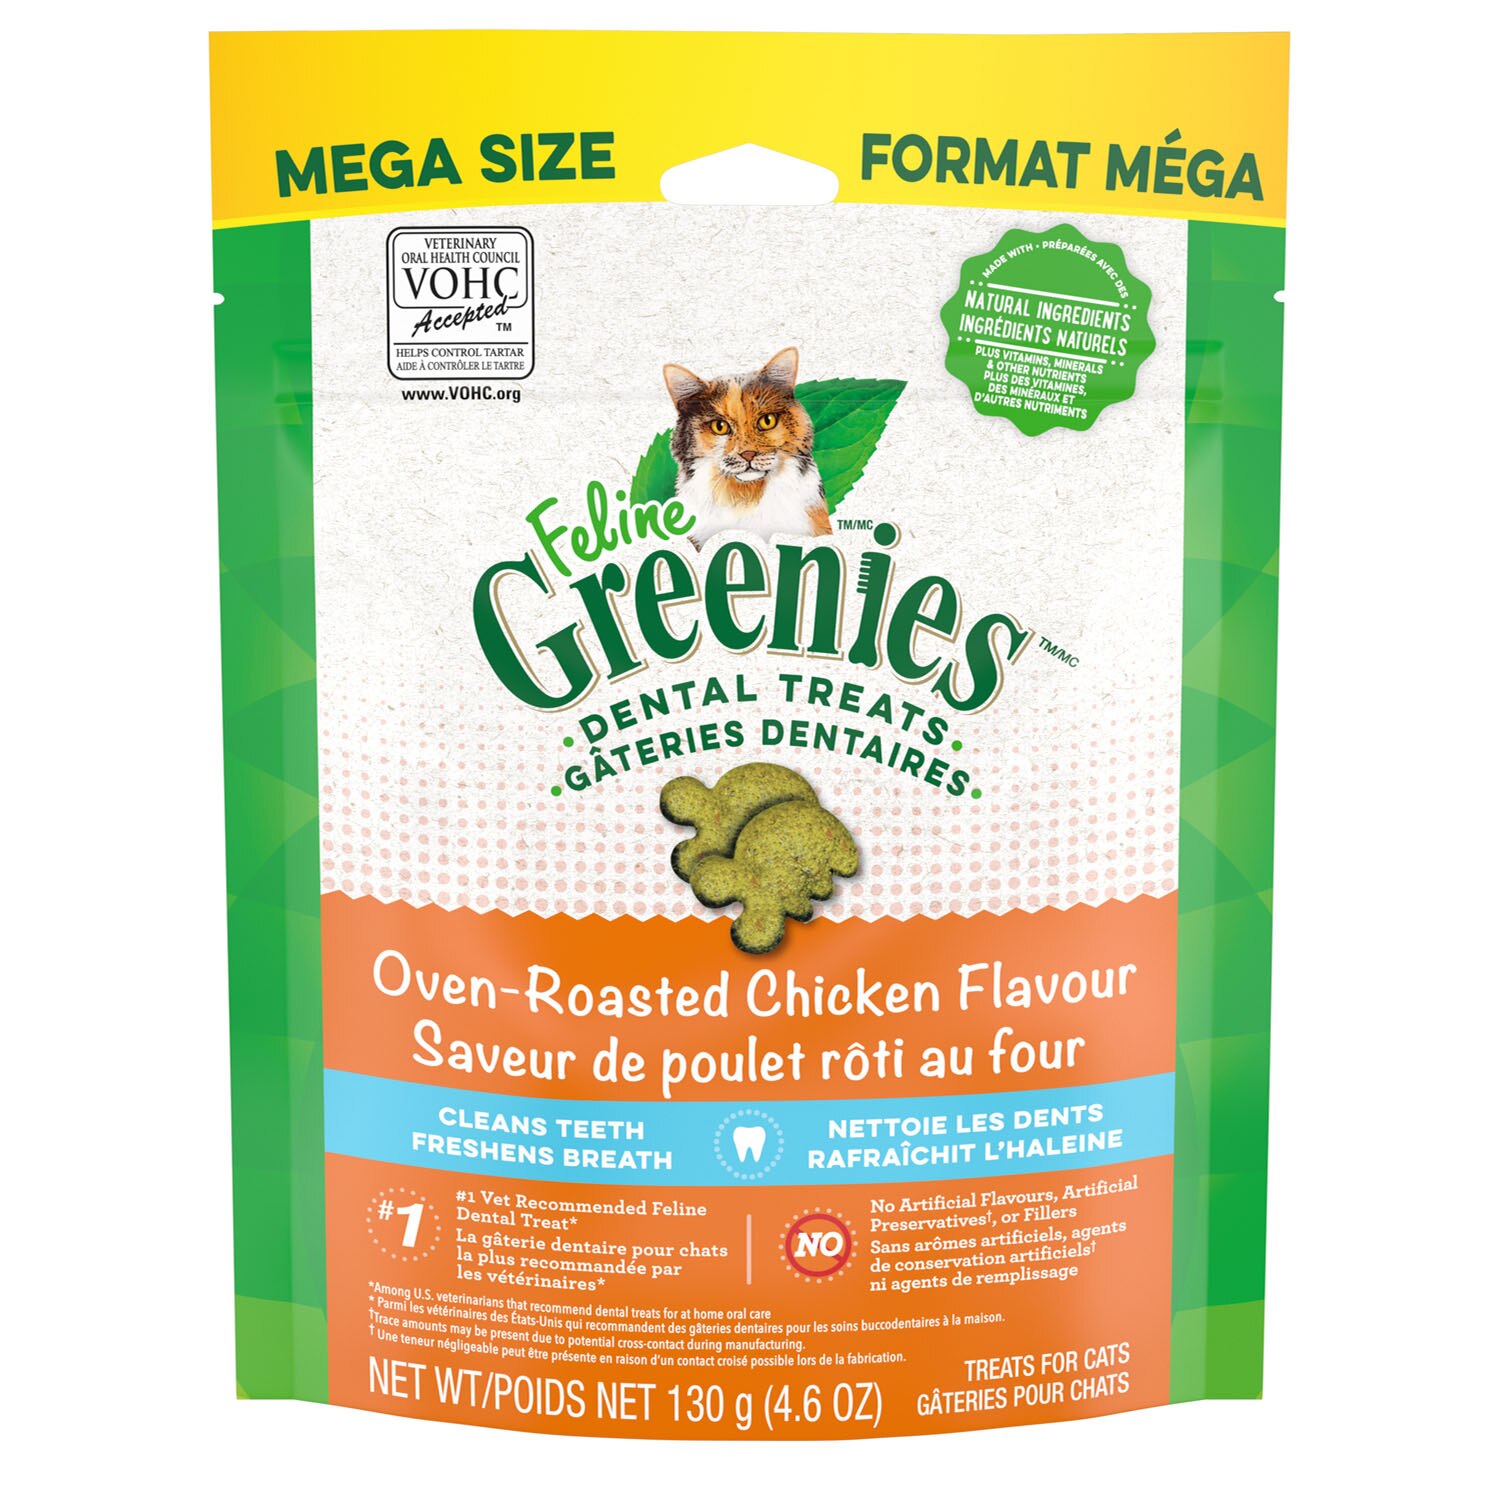 MEGA SIZE
FORMAT MÉGA
VETERINARY
ORAL HEALTH COUNCIL
VOHC
Accepted™
HELPS CONTROL TARTAR
AIDE À CONTRÔLER LE TARTRE
www.VOHC.org
MADE WITH • PRÉPARÉES AVEC DES
NATURAL INGREDIENTS
INGRÉDIENTS NATURELS
PLUS VITAMINS, MINERALS
& OTHER NUTRIENTS
PLUS DES VITAMINES,
DES MINÉRAUX ET
D'AUTRES NUTRIMENTS
Feline TM/MC
Greenies TM/MC
•DENTAL TREATS•
•GÂTERIES DENTAIRES•
Oven-Roasted Chicken Flavour
Saveur de poulet rôti au four
CLEANS TEETH
FRESHENS BREATH
NETTOIE LES DENTS
RAFRAÎCHIT L'HALEINE
#1
#1 Vet Recommended Feline
Dental Treat*
La gâterie dentaire pour chats
la plus recommandée par
les vétérinaires*
NO
No Artificial Flavours, Artificial
Preservatives†, or Fillers
Sans arômes artificiels, agents
de conservation artificiels†
ni agents de remplissage
*Among U.S. veterinarians that recommend dental treats for at home oral care
* Parmi les vétérinaires des États-Unis qui recommandent des gâteries dentaires pour les soins buccodentaires à la maison.
†Trace amounts may be present due to potential cross-contact during manufacturing.
† Une teneur négligeable peut être présente en raison d'un contact croisé possible lors de la fabrication.
NET WT/POIDS NET 130 g (4.6 OZ)
TREATS FOR CATS
GÂTERIES POUR CHATS